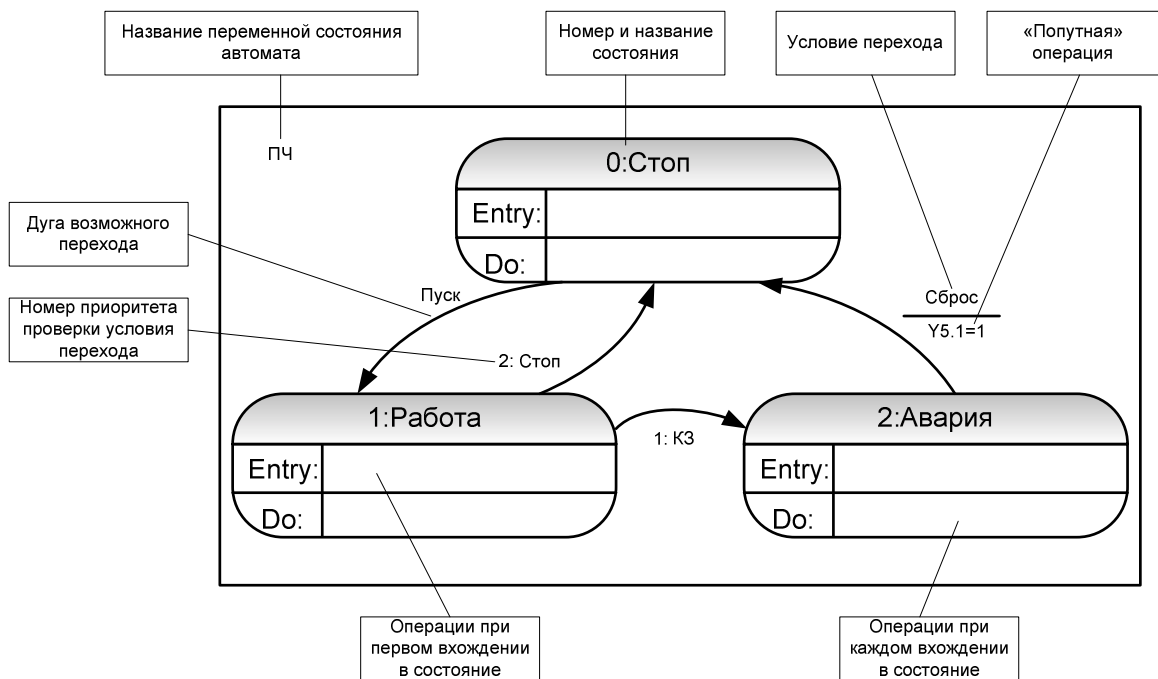 Название переменной состояния
автомата
Номер и название
состояния
Условие перехода
«Попутная»
операция
ПЧ
0:Стоп
Entry:
Do:
Дуга возможного
перехода
Номер приоритета
проверки условия
перехода
Пуск
2: Стоп
Сброс
Y5.1=1
1:Работа
Entry:
Do:
1: КЗ
2:Авария
Entry:
Do:
Операции при
первом вхождении
в состояние
Операции при
каждом вхождении
в состояние